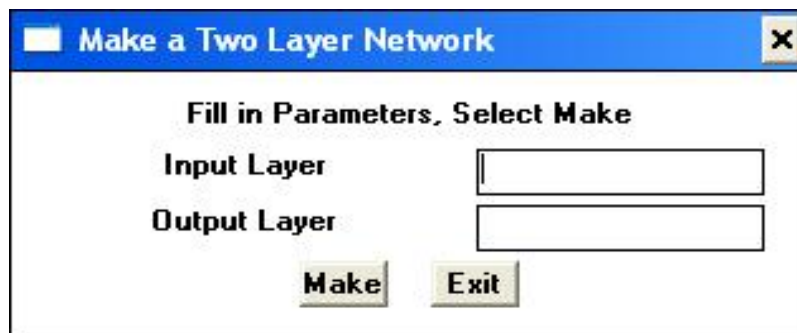 Make a Two Layer Network
Fill in Parameters, Select Make
Input Layer
Output Layer
Make Exit